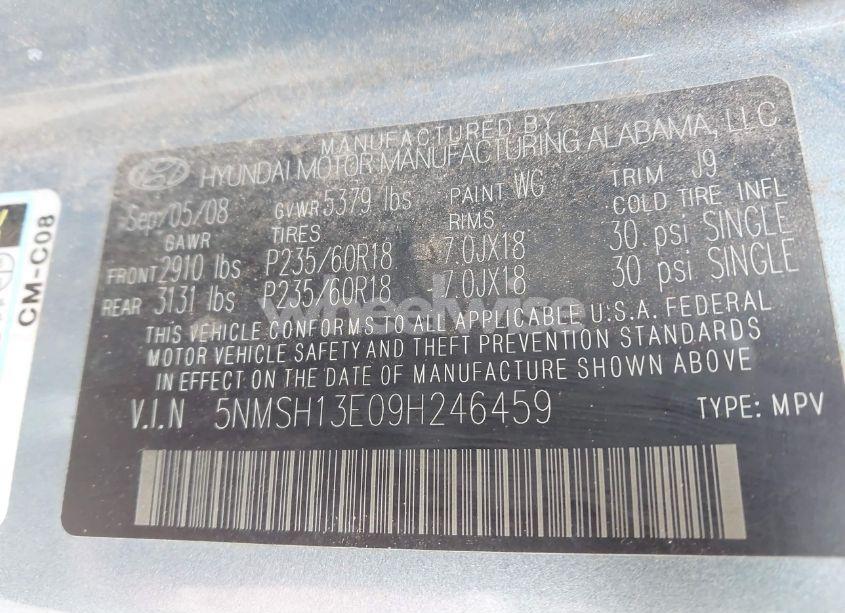 MANUFACTURED BY
HYUNDAI MOTOR MANUFACTURING ALABAMA, LLC
Sep/05/08 GVWR 5379 lbs PAINT WG TRIM J9
GAWR TIRES RIMS COLD TIRE INFL
FRONT 2910 lbs P235/60R18 7.0JX18 30 psi SINGLE
REAR 3131 lbs P235/60R18 7.0JX18 30 psi SINGLE
THIS VEHICLE CONFORMS TO ALL APPLICABLE U.S.A. FEDERAL
MOTOR VEHICLE SAFETY AND THEFT PREVENTION STANDARDS
IN EFFECT ON THE DATE OF MANUFACTURE SHOWN ABOVE
V.I.N 5NMSH13E09H246459 TYPE: MPV
CM-C08
wheelwise